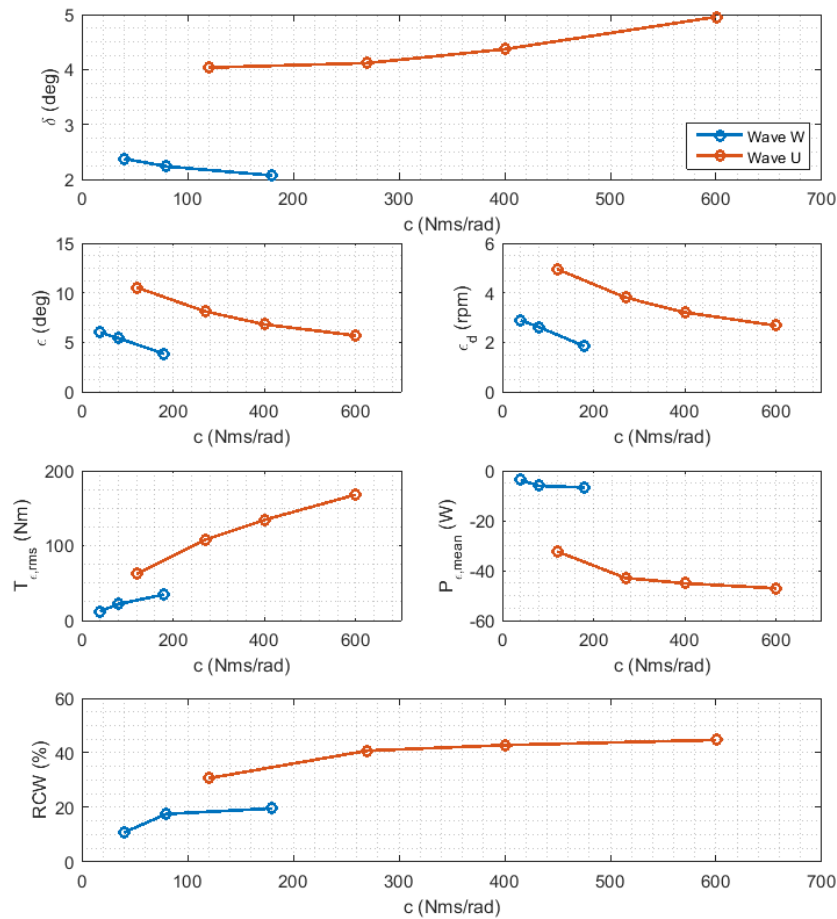 5
4
3
2
δ (deg)
Wave W
Wave U
0 100 200 300 400 500 600 700
c (Nms/rad)
15
10
5
0
ϵ (deg)
0 200 400 600
c (Nms/rad)
6
4
2
0
ϵ_d (rpm)
0 200 400 600
c (Nms/rad)
200
100
0
T_ϵ,rms (Nm)
0 200 400 600
c (Nms/rad)
0
-20
-40
-60
P_ϵ,mean (W)
0 200 400 600
c (Nms/rad)
60
40
20
0
RCW (%)
0 100 200 300 400 500 600 700
c (Nms/rad)